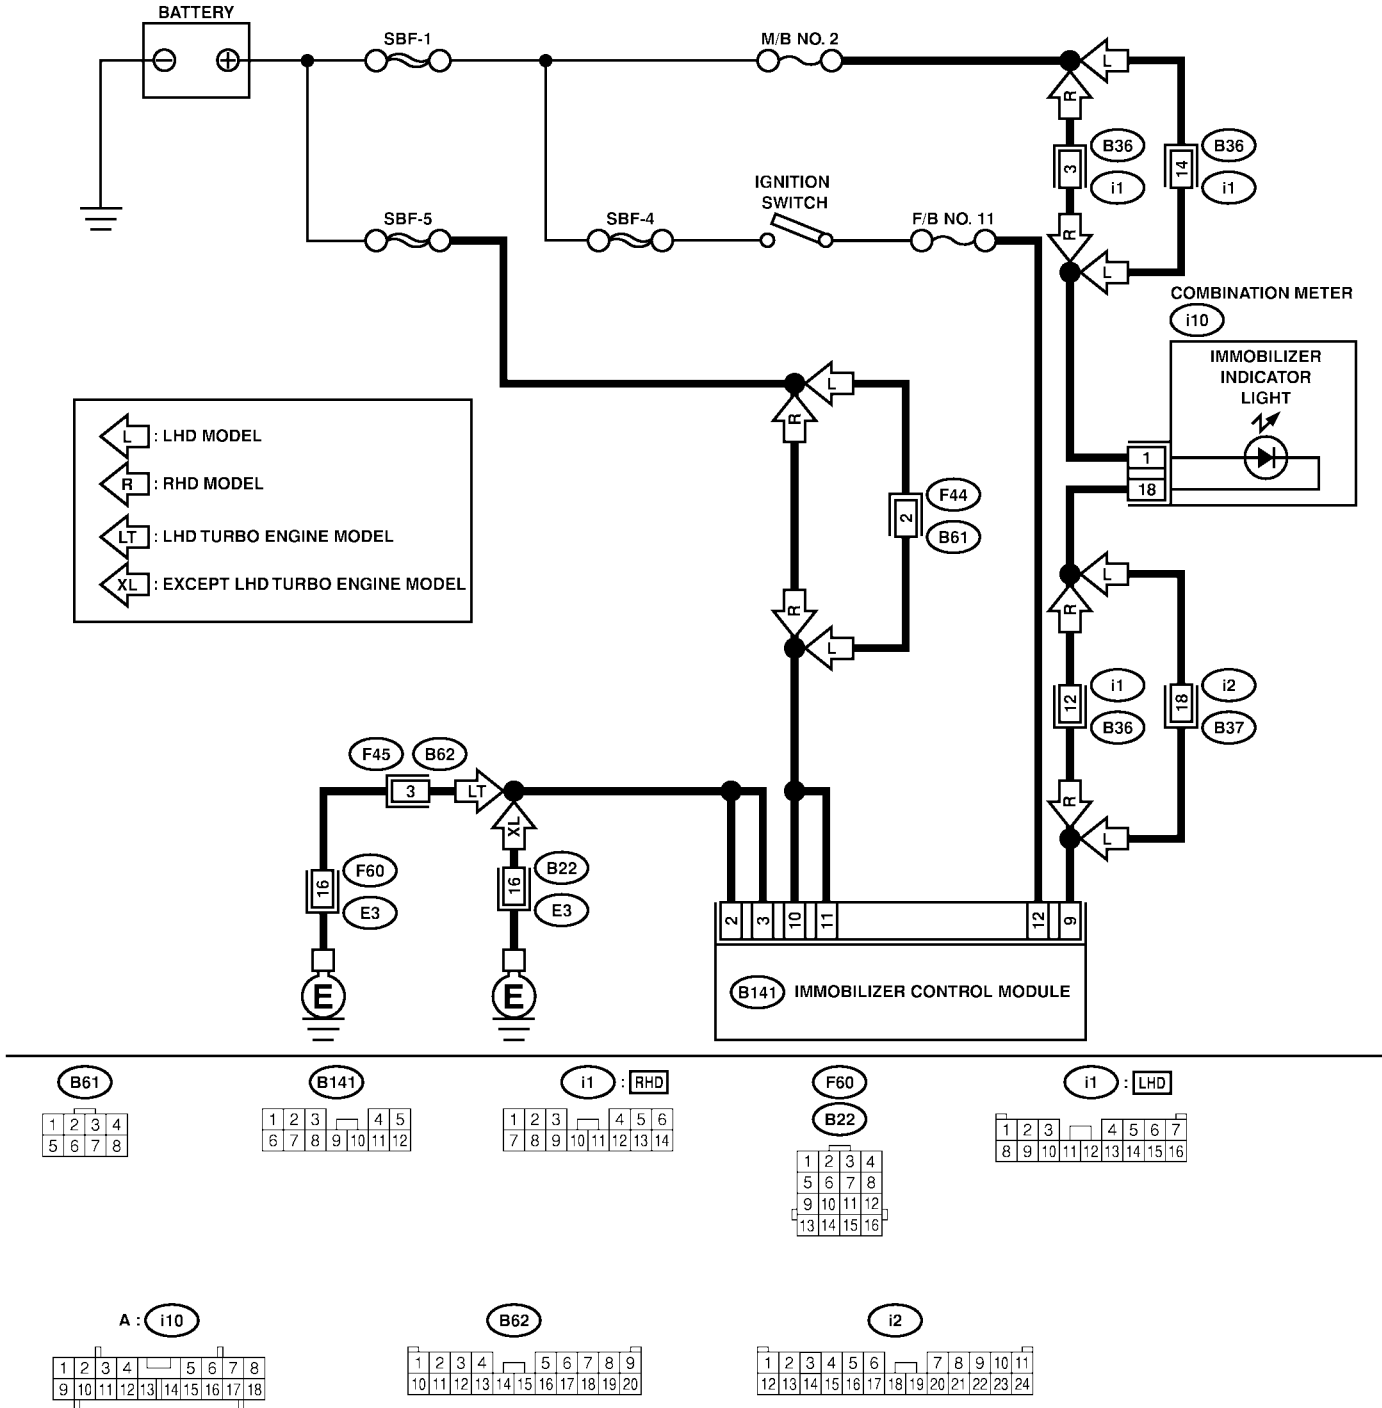 BATTERY
SBF-1
M/B NO. 2
L
R
B36
B36
3
14
i1
i1
IGNITION
SWITCH
SBF-5
SBF-4
F/B NO. 11
R
L
COMBINATION METER
i10
IMMOBILIZER
INDICATOR
LIGHT
1
18
L
R
L : LHD MODEL
R : RHD MODEL
LT : LHD TURBO ENGINE MODEL
XL : EXCEPT LHD TURBO ENGINE MODEL
F44
2
B61
R
L
L
R
i1
i2
12
18
B36
B37
R
L
F45 B62
3
LT
XL
F60
16
E3
B22
16
E3
E
E
2 3 10 11 12 9
B141 IMMOBILIZER CONTROL MODULE
B61
1 2 3 4
5 6 7 8
B141
1 2 3 4 5
6 7 8 9 10 11 12
i1 : RHD
1 2 3 4 5 6
7 8 9 10 11 12 13 14
F60
B22
1 2 3 4
5 6 7 8
9 10 11 12
13 14 15 16
i1 : LHD
1 2 3 4 5 6 7
8 9 10 11 12 13 14 15 16
A : i10
1 2 3 4 5 6 7 8
9 10 11 12 13 14 15 16 17 18
B62
1 2 3 4 5 6 7 8 9
10 11 12 13 14 15 16 17 18 19 20
i2
1 2 3 4 5 6 7 8 9 10 11
12 13 14 15 16 17 18 19 20 21 22 23 24